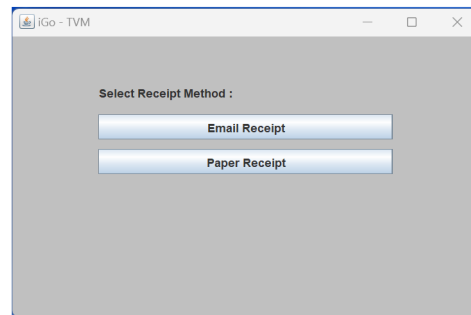 iGo - TVM
Select Receipt Method :
Email Receipt
Paper Receipt